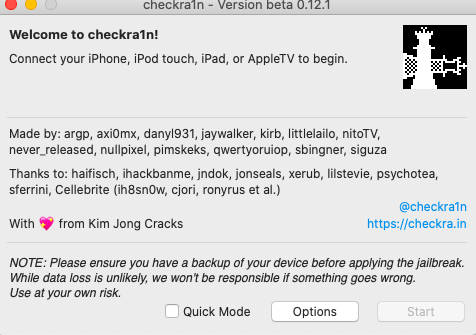 checkra1n - Version beta 0.12.1
Welcome to checkra1n!
Connect your iPhone, iPod touch, iPad, or AppleTV to begin.
Made by: argp, axi0mx, danyl931, jaywalker, kirb, littlelailo, nitoTV,
never_released, nullpixel, pimskeks, qwertyoruiop, sbingner, siguza
Thanks to: haifisch, ihackbanme, jndok, jonseals, xerub, lilstevie, psychotea,
sferrini, Cellebrite (ih8sn0w, cjori, ronyrus et al.)
@checkra1n
With 💖 from Kim Jong Cracks
https://checkra.in
NOTE: Please ensure you have a backup of your device before applying the jailbreak.
While data loss is unlikely, we won't be responsible if something goes wrong.
Use at your own risk.
Quick Mode
Options
Start